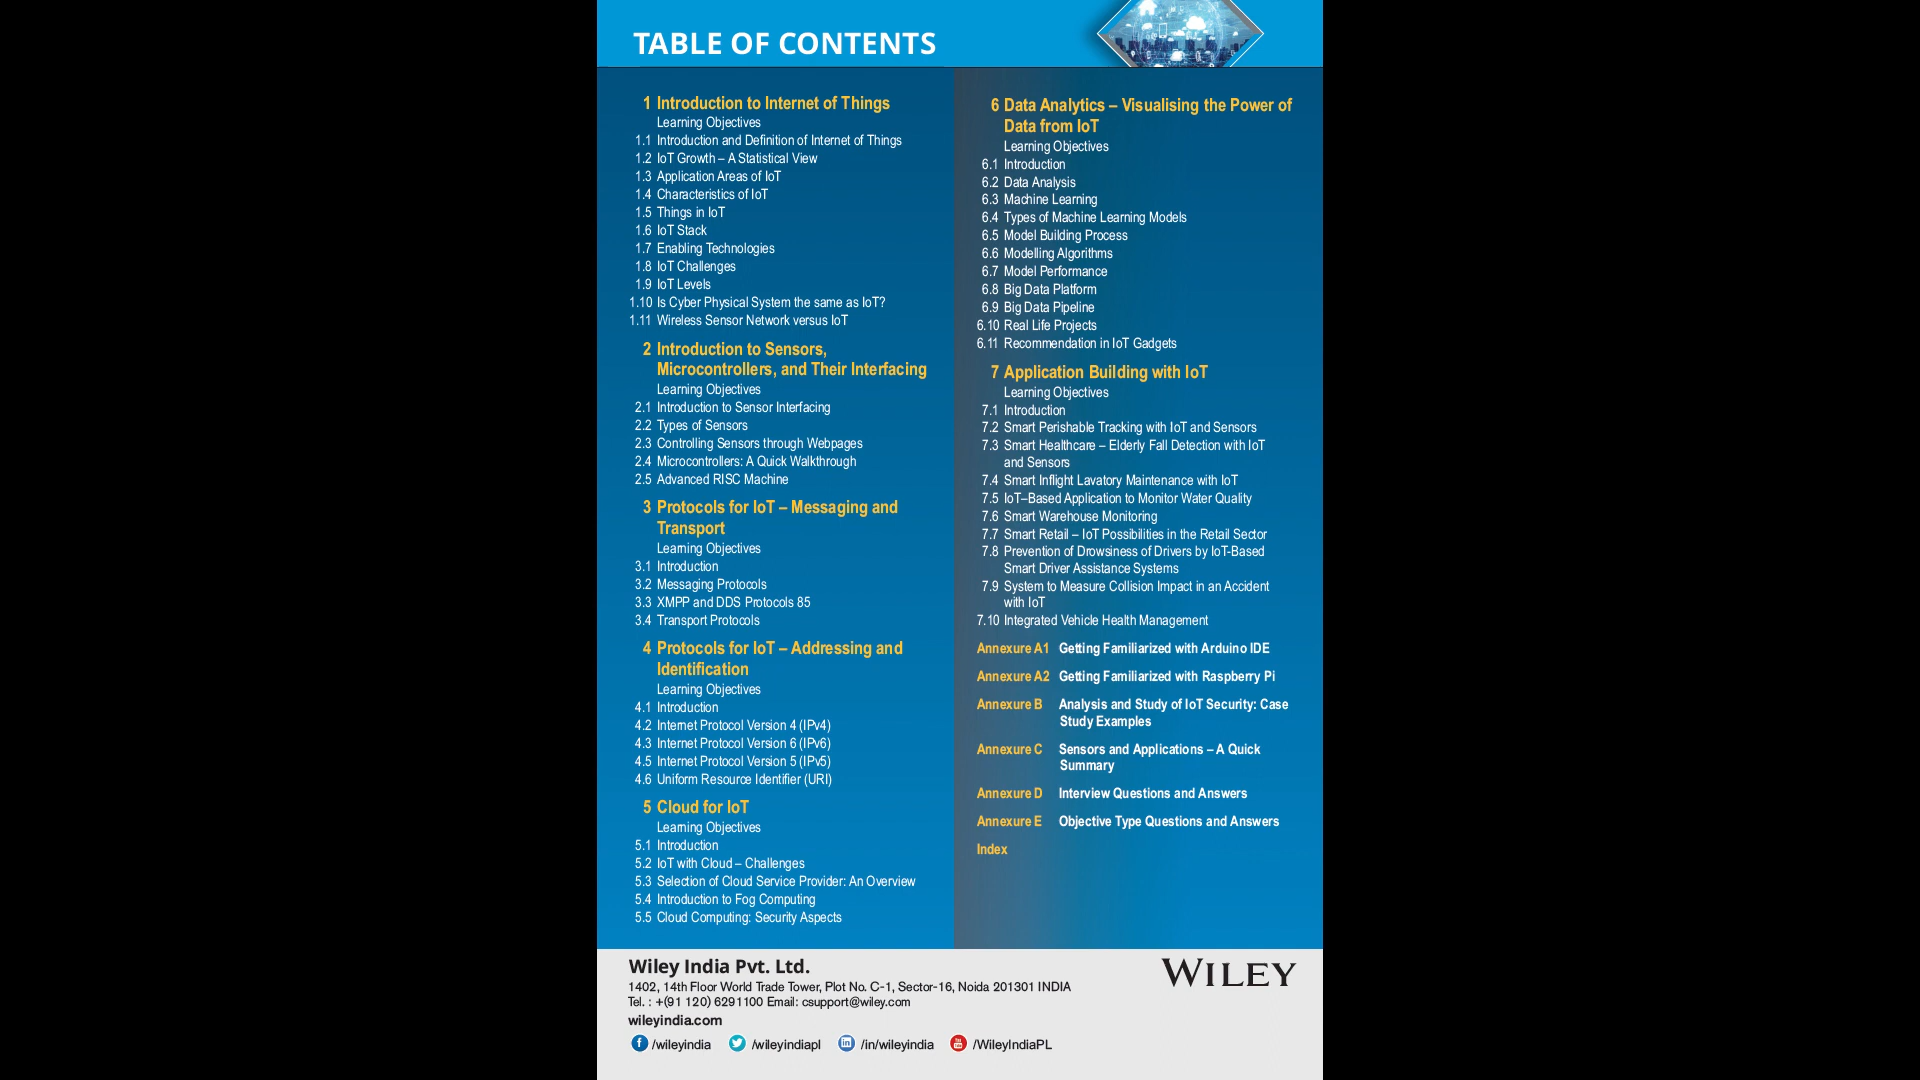 TABLE OF CONTENTS
1 Introduction to Internet of Things
Learning Objectives
1.1 Introduction and Definition of Internet of Things
1.2 IoT Growth – A Statistical View
1.3 Application Areas of IoT
1.4 Characteristics of IoT
1.5 Things in IoT
1.6 IoT Stack
1.7 Enabling Technologies
1.8 IoT Challenges
1.9 IoT Levels
1.10 Is Cyber Physical System the same as IoT?
1.11 Wireless Sensor Network versus IoT
2 Introduction to Sensors,
Microcontrollers, and Their Interfacing
Learning Objectives
2.1 Introduction to Sensor Interfacing
2.2 Types of Sensors
2.3 Controlling Sensors through Webpages
2.4 Microcontrollers: A Quick Walkthrough
2.5 Advanced RISC Machine
3 Protocols for IoT – Messaging and
Transport
Learning Objectives
3.1 Introduction
3.2 Messaging Protocols
3.3 XMPP and DDS Protocols 85
3.4 Transport Protocols
4 Protocols for IoT – Addressing and
Identification
Learning Objectives
4.1 Introduction
4.2 Internet Protocol Version 4 (IPv4)
4.3 Internet Protocol Version 6 (IPv6)
4.5 Internet Protocol Version 5 (IPv5)
4.6 Uniform Resource Identifier (URI)
5 Cloud for IoT
Learning Objectives
5.1 Introduction
5.2 IoT with Cloud – Challenges
5.3 Selection of Cloud Service Provider: An Overview
5.4 Introduction to Fog Computing
5.5 Cloud Computing: Security Aspects
6 Data Analytics – Visualising the Power of
Data from IoT
Learning Objectives
6.1 Introduction
6.2 Data Analysis
6.3 Machine Learning
6.4 Types of Machine Learning Models
6.5 Model Building Process
6.6 Modelling Algorithms
6.7 Model Performance
6.8 Big Data Platform
6.9 Big Data Pipeline
6.10 Real Life Projects
6.11 Recommendation in IoT Gadgets
7 Application Building with IoT
Learning Objectives
7.1 Introduction
7.2 Smart Perishable Tracking with IoT and Sensors
7.3 Smart Healthcare – Elderly Fall Detection with IoT
and Sensors
7.4 Smart Inflight Lavatory Maintenance with IoT
7.5 IoT–Based Application to Monitor Water Quality
7.6 Smart Warehouse Monitoring
7.7 Smart Retail – IoT Possibilities in the Retail Sector
7.8 Prevention of Drowsiness of Drivers by IoT-Based
Smart Driver Assistance Systems
7.9 System to Measure Collision Impact in an Accident
with IoT
7.10 Integrated Vehicle Health Management
Annexure A1 Getting Familiarized with Arduino IDE
Annexure A2 Getting Familiarized with Raspberry Pi
Annexure B Analysis and Study of IoT Security: Case
Study Examples
Annexure C Sensors and Applications – A Quick
Summary
Annexure D Interview Questions and Answers
Annexure E Objective Type Questions and Answers
Index
Wiley India Pvt. Ltd.
1402, 14th Floor World Trade Tower, Plot No. C-1, Sector-16, Noida 201301 INDIA
Tel. : +(91 120) 6291100 Email: csupport@wiley.com
wileyindia.com
/wileyindia /wileyindiapl /in/wileyindia /WileyIndiaPL
WILEY